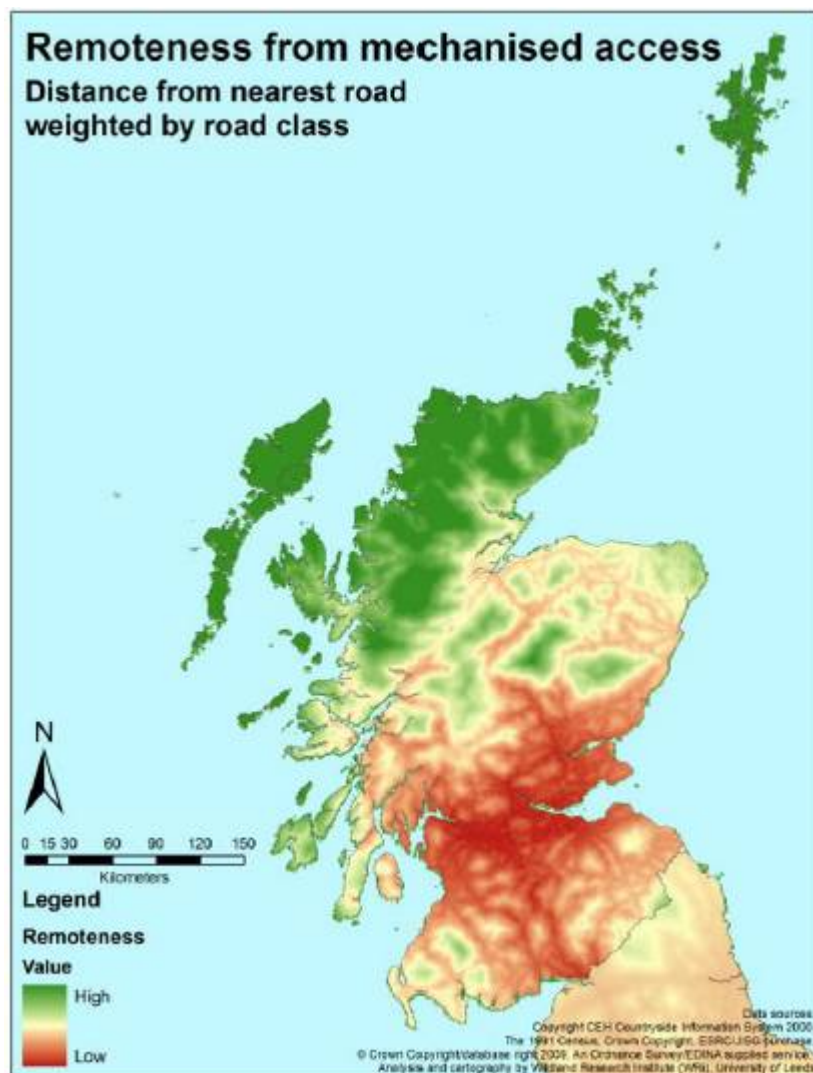 Remoteness from mechanised access
Distance from nearest road
weighted by road class
N
0 15 30 60 90 120 150
Kilometers
Legend
Remoteness
Value
High
Low
Data sources
Copyright CEH Countryside Information System 2000
The 1991 Census, Crown Copyright, ESRC/JISC purchase
© Crown Copyright/database right 2009. An Ordnance Survey/EDINA supplied service.
Analysis and cartography by Wildland Research Institute (WRi), University of Leeds